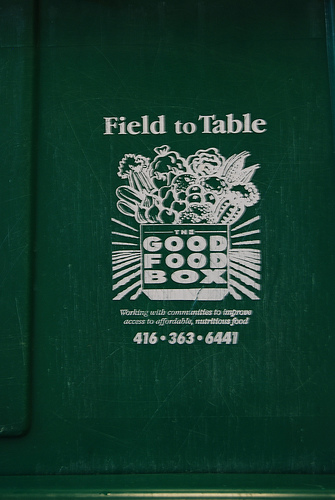 Field to Table
THE
GOOD
FOOD
BOX
Working with communities to improve
access to affordable, nutritious food
416 • 363 • 6441